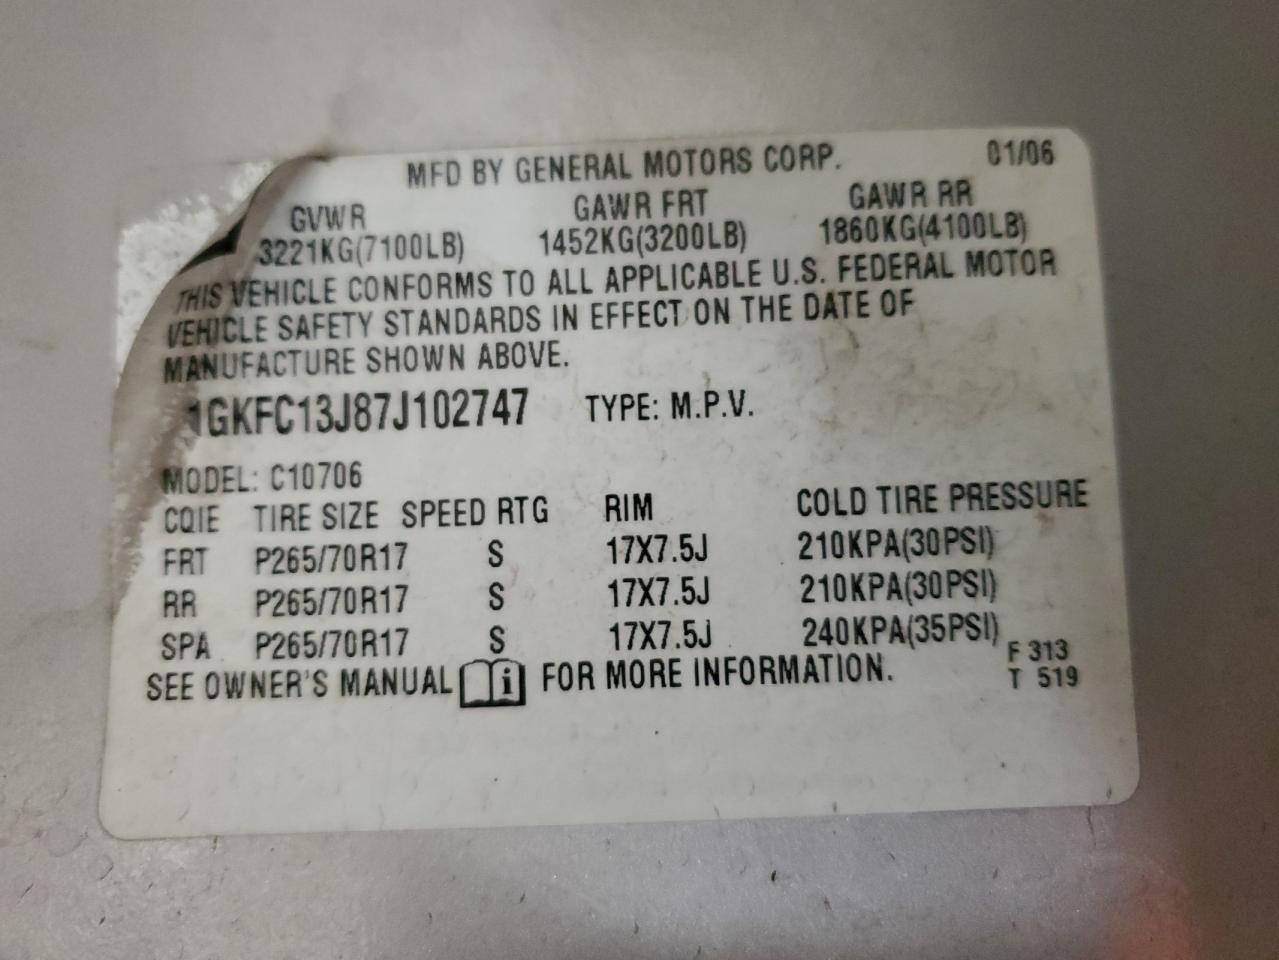 MFD BY GENERAL MOTORS CORP. 01/06
GVWR GAWR FRT GAWR RR
3221KG(7100LB) 1452KG(3200LB) 1860KG(4100LB)
THIS VEHICLE CONFORMS TO ALL APPLICABLE U.S. FEDERAL MOTOR
VEHICLE SAFETY STANDARDS IN EFFECT ON THE DATE OF
MANUFACTURE SHOWN ABOVE.
1GKFC13J87J102747 TYPE: M.P.V.
MODEL: C10706
CQIE TIRE SIZE SPEED RTG RIM COLD TIRE PRESSURE
FRT P265/70R17 S 17X7.5J 210KPA(30PSI)
RR P265/70R17 S 17X7.5J 210KPA(30PSI)
SPA P265/70R17 S 17X7.5J 240KPA(35PSI)
SEE OWNER'S MANUAL i FOR MORE INFORMATION.
F 313
T 519